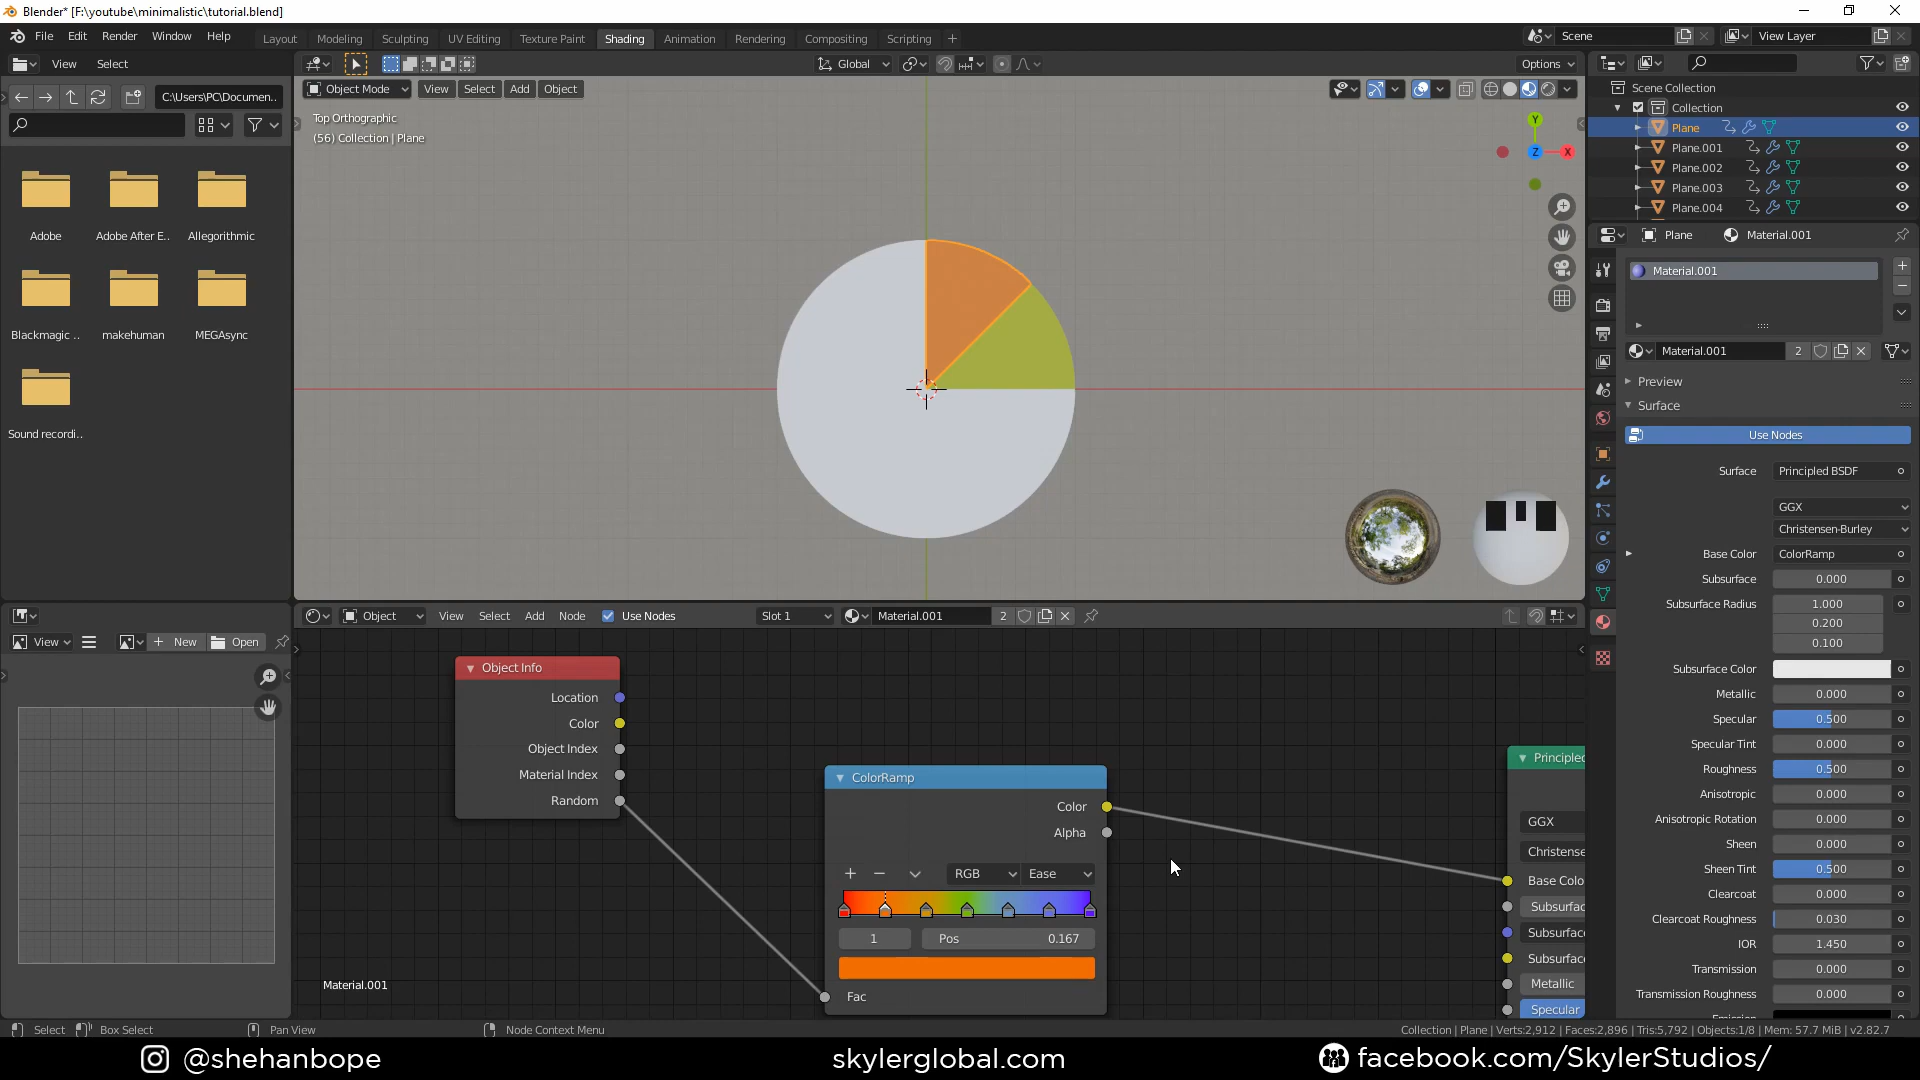 Blender* [F:\youtube\minimalistic\tutorial.blend]
File Edit Render Window Help
Layout Modeling Sculpting UV Editing Texture Paint Shading Animation Rendering Compositing Scripting
Scene View Layer
View Select
Global Options
C:\Users\PC\Documen..
Object Mode View Select Add Object
Top Orthographic
(56) Collection | Plane
Y
Z X
Adobe Adobe After E.. Allegorithmic
Blackmagic .. makehuman MEGAsync
Sound recordi..
Scene Collection
Collection
Plane
Plane.001
Plane.002
Plane.003
Plane.004
Plane Material.001
Material.001
Material.001 2
Preview
Surface
Use Nodes
Surface Principled BSDF
GGX
Christensen-Burley
Base Color ColorRamp
Subsurface 0.000
Subsurface Radius 1.000
0.200
0.100
Subsurface Color
Metallic 0.000
Specular 0.500
Specular Tint 0.000
Roughness 0.500
Anisotropic 0.000
Anisotropic Rotation 0.000
Sheen 0.000
Sheen Tint 0.500
Clearcoat 0.000
Clearcoat Roughness 0.030
IOR 1.450
Transmission 0.000
Transmission Roughness 0.000
View New Open
Object View Select Add Node Use Nodes Slot 1 Material.001 2
Object Info
Location
Color
Object Index
Material Index
Random
ColorRamp
Color
Alpha
RGB Ease
1 Pos 0.167
Fac
Principled
GGX
Christense
Base Colo
Subsurfac
Subsurfac
Subsurfac
Metallic
Specular
Material.001
Select Box Select Pan View Node Context Menu
Collection | Plane | Verts:2,912 | Faces:2,896 | Tris:5,792 | Objects:1/8 | Mem: 57.7 MiB | v2.82.7
@shehanbope skylerglobal.com facebook.com/SkylerStudios/